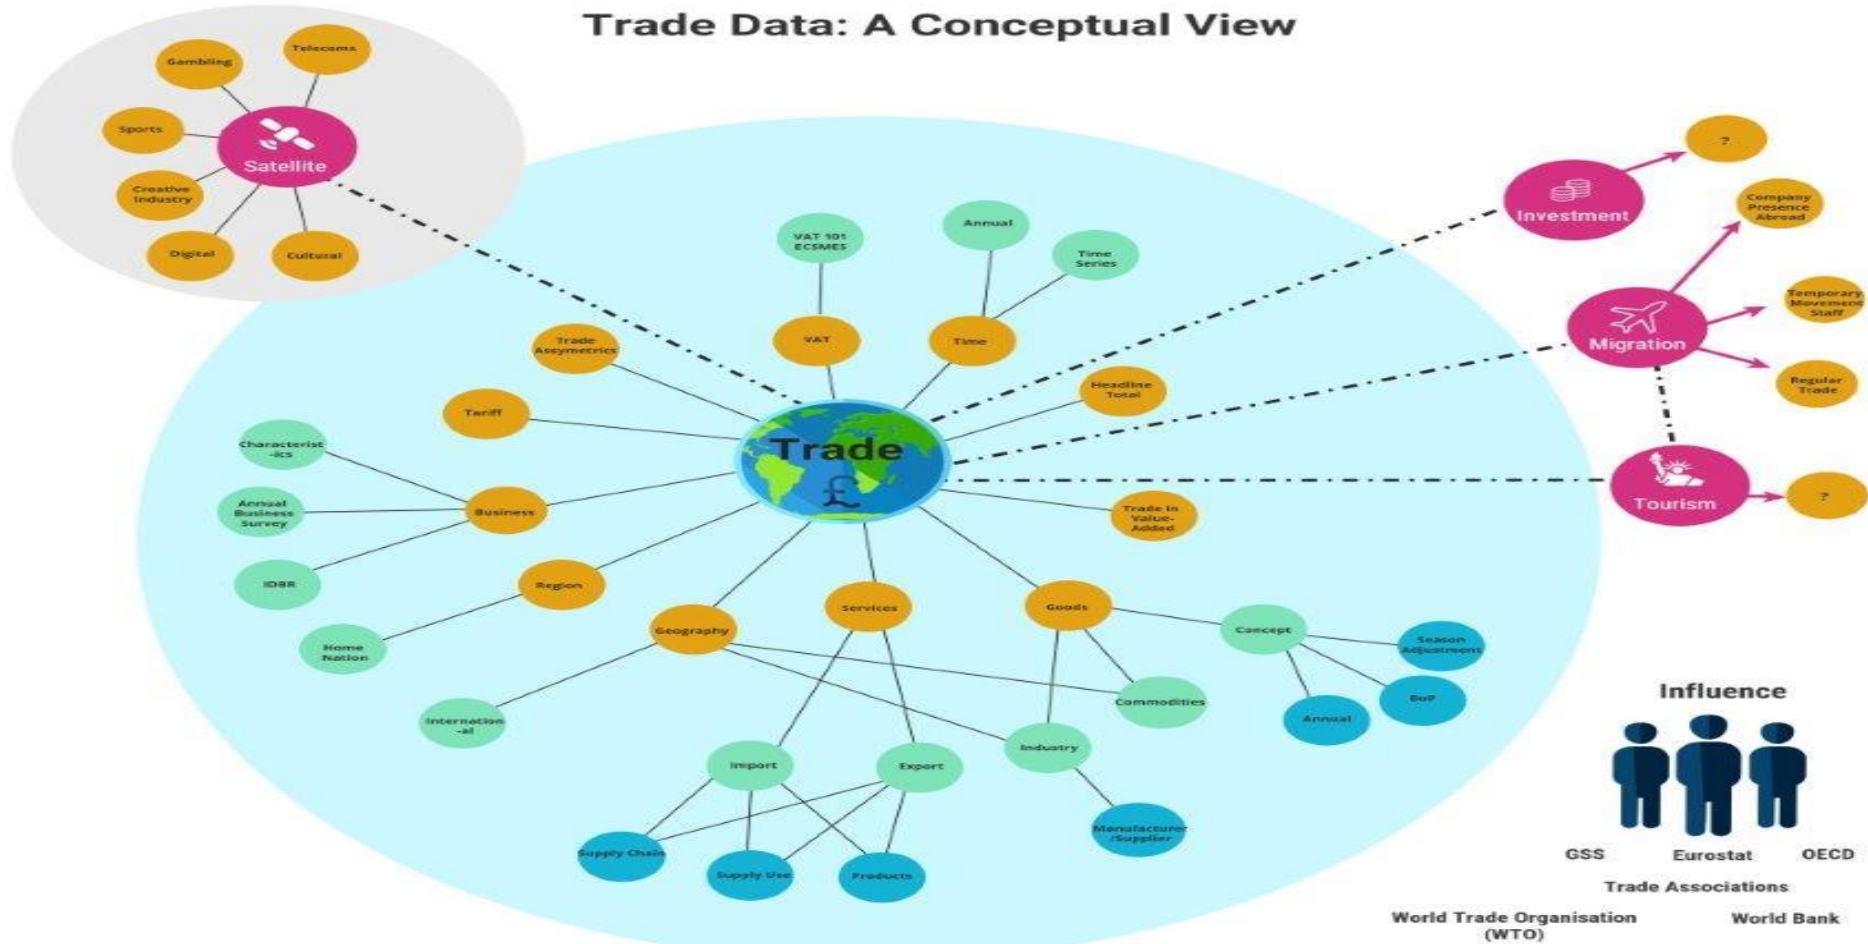 Trade Data: A Conceptual View
Telecoms
Gambling
Sports
Satellite
Creative
Industry
Digital
Cultural
?
Investment
Company
Presence
Abroad
VAT 101
ECSMES
Annual
Time
Series
Temporary
Movement
Staff
Migration
Regular
Trade
Trade
Assymetrics
VAT
Time
Headline
Total
Tariff
Characterist
-ics
Trade
£
Annual
Business
Survey
Business
Trade in
Value-
Added
Tourism
?
IDBR
Region
Services
Goods
Geography
Concept
Home
Nation
Season
Adjustment
Internation
-al
Commodities
Annual
BoP
Import
Export
Industry
Manufacturer
/Supplier
Supply Chain
Supply Use
Products
Influence
GSS
Eurostat
OECD
Trade Associations
World Trade Organisation
(WTO)
World Bank